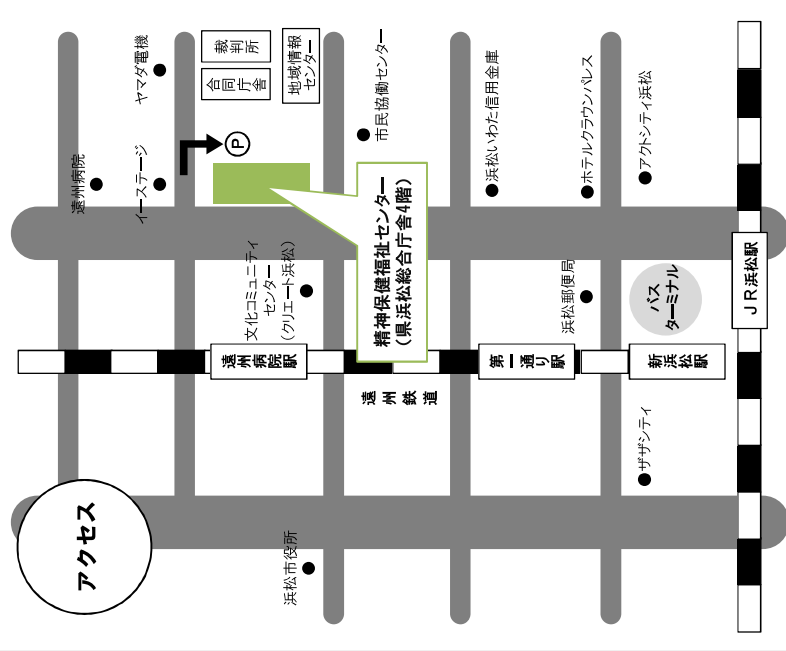 アクセス
ヤマダ電機
イーステージ
遠州病院
裁判所
合同庁舎
地域情報
センター
P
市民協働センター
浜松いわた信用金庫
ホテルクラウンパレス
アクトシティ浜松
精神保健福祉センター
（県浜松総合庁舎4階）
文化コミュニティ
センター
（クリエート浜松）
浜松郵便局
バス
ターミナル
JR浜松駅
遠州病院駅
第一通り駅
新浜松駅
遠州鉄道
ザザシティ
浜松市役所